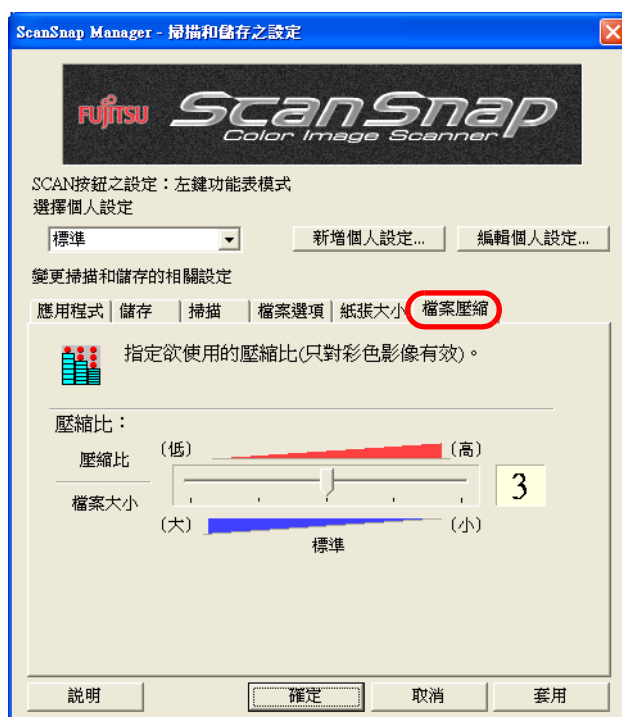 ScanSnap Manager - 掃描和儲存之設定
FUJITSU ScanSnap
Color Image Scanner
SCAN按鈕之設定：左鍵功能表模式
選擇個人設定
標準 新增個人設定... 編輯個人設定...
變更掃描和儲存的相關設定
應用程式 儲存 掃描 檔案選項 紙張大小 檔案壓縮
指定欲使用的壓縮比(只對彩色影像有效)。
壓縮比：
壓縮比 (低) (高)
3
檔案大小
(大) (小)
標準
說明 確定 取消 套用